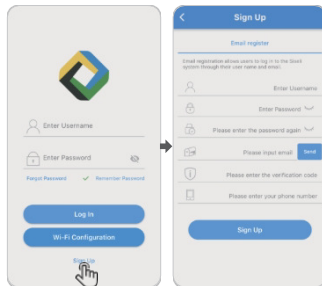 Enter Username
Enter Password
Forgot Password
Remember Password
Log In
Wi-Fi Configuration
Sign Up
Sign Up
Email register
Email registration allows users to log in to the
system through their user name and email.
Enter Username
Enter Password
Please enter the password again
Please input email
Send
Please enter the verification code
Please enter your phone number
Sign Up